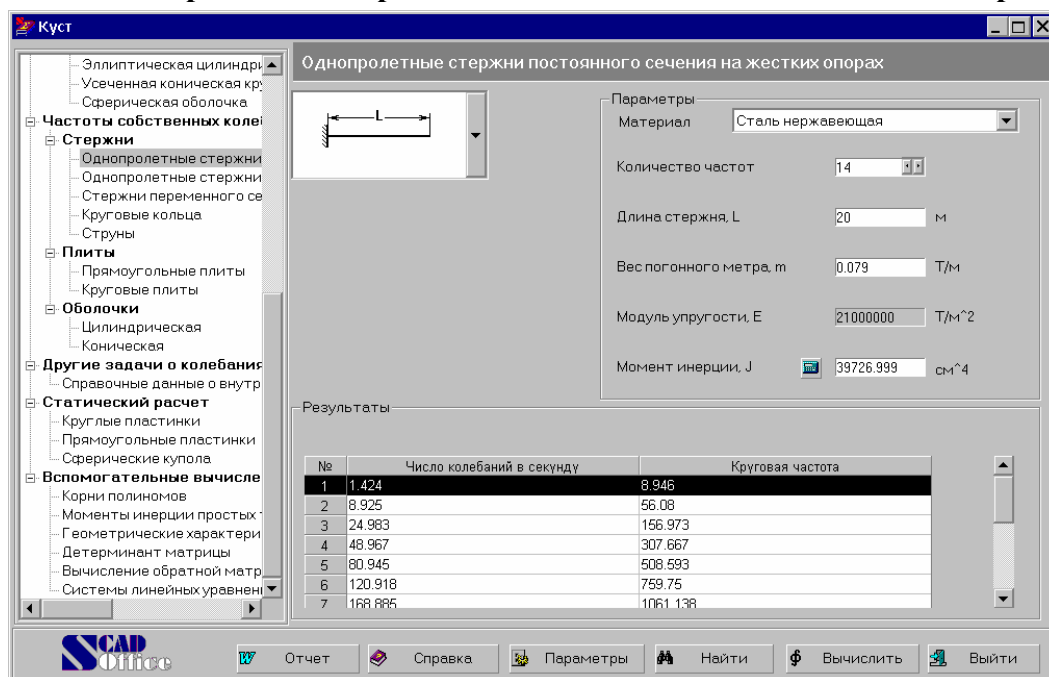 Куст
Эллиптическая цилиндр
Усеченная коническая кр
Сферическая оболочка
Частоты собственных коле
Стержни
Однопролетные стержни
Однопролетные стержни
Стержни переменного се
Круговые кольца
Струны
Плиты
Прямоугольные плиты
Круговые плиты
Оболочки
Цилиндрическая
Коническая
Другие задачи о колебания
Справочные данные о внутр
Статический расчет
Круглые пластинки
Прямоугольные пластинки
Сферические купола
Вспомогательные вычисле
Корни полиномов
Моменты инерции простых
Геометрические характери
Детерминант матрицы
Вычисление обратной матр
Системы линейных уравнен
Однопролетные стержни постоянного сечения на жестких опорах
L
Параметры
Материал Сталь нержавеющая
Количество частот 14
Длина стержня, L 20 м
Вес погонного метра, m 0.079 Т/м
Модуль упругости, E 21000000 Т/м^2
Момент инерции, J 39726.999 см^4
Результаты
№ Число колебаний в секунду Круговая частота
1 1.424 8.946
2 8.925 56.08
3 24.983 156.973
4 48.967 307.667
5 80.945 508.593
6 120.918 759.75
7 168.885 1061.138
SCAD Office
Отчет Справка Параметры Найти Вычислить Выйти